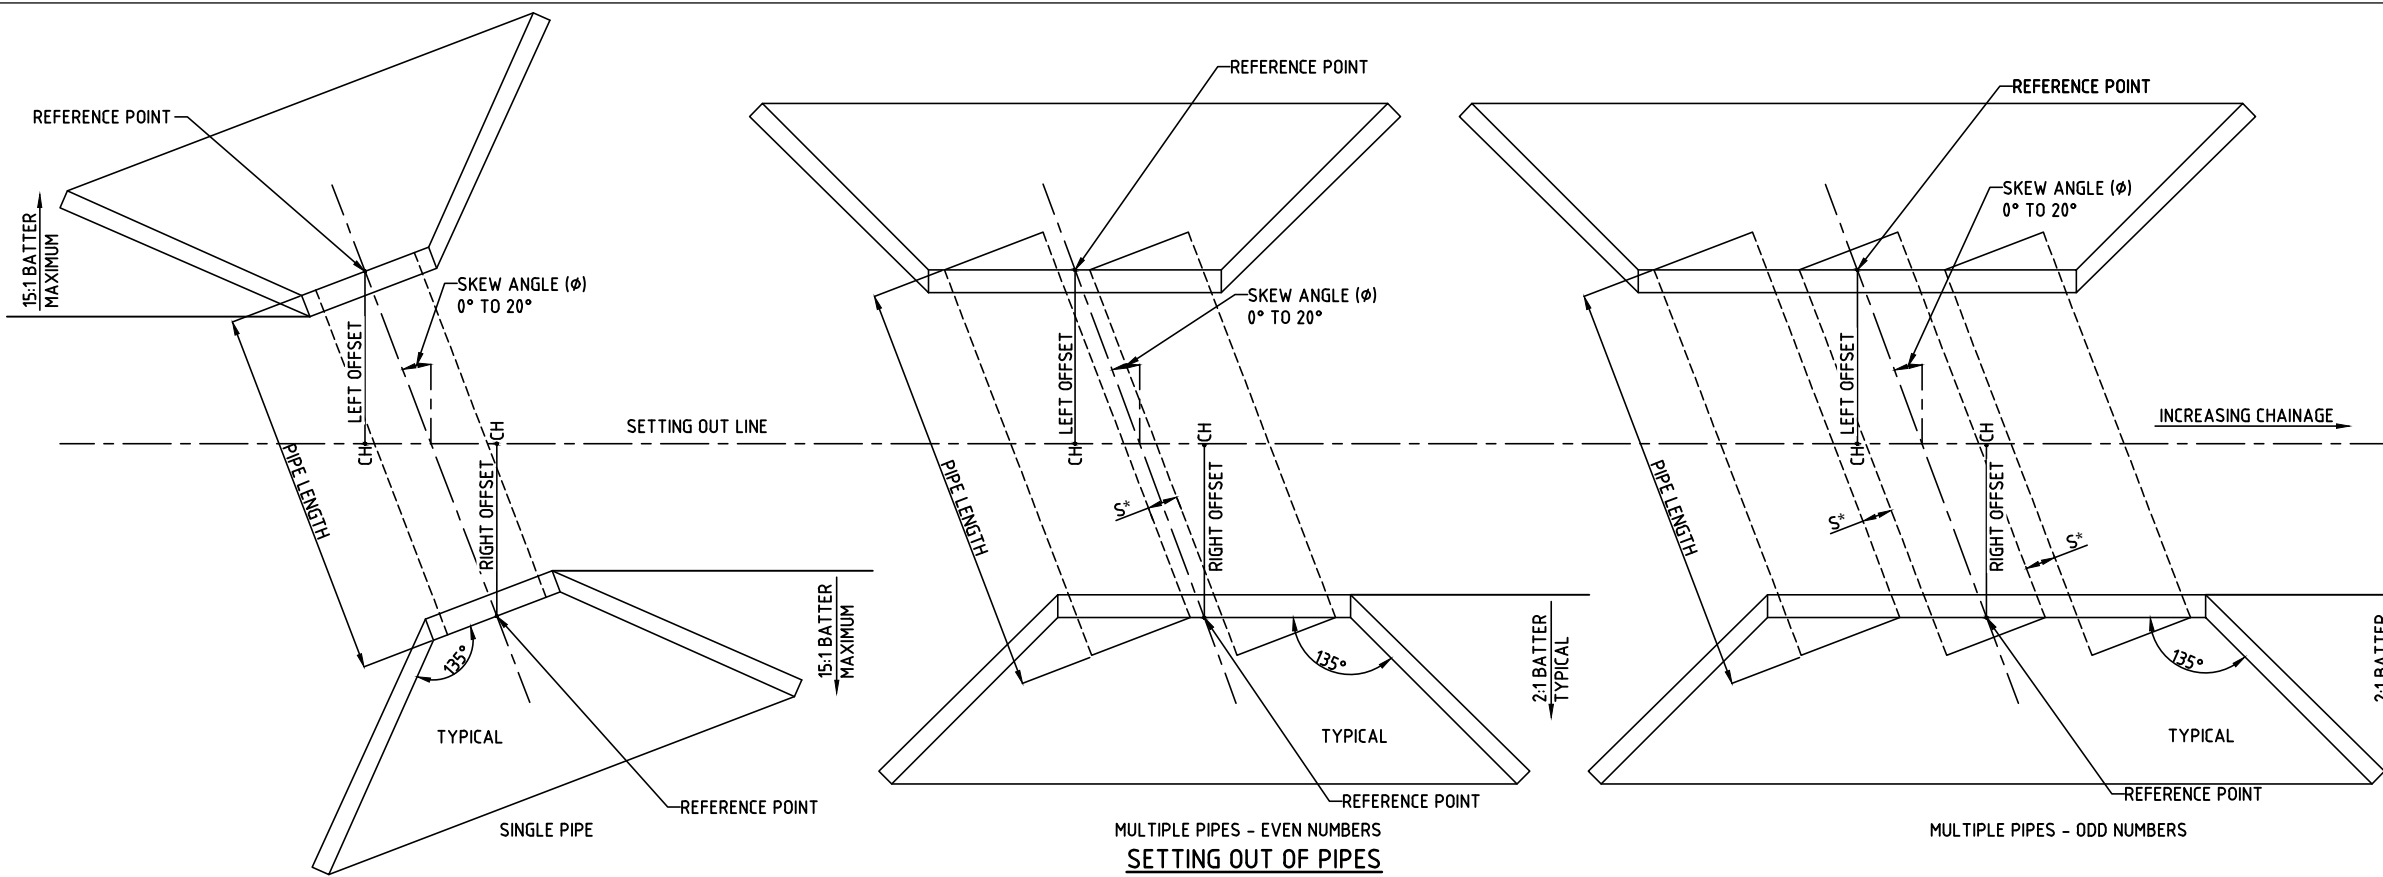 REFERENCE POINT
15:1 BATTER
MAXIMUM
SKEW ANGLE (Ø)
0° TO 20°
LEFT OFFSET
CH
CH
RIGHT OFFSET
PIPE LENGTH
SETTING OUT LINE
135°
15:1 BATTER
MAXIMUM
TYPICAL
REFERENCE POINT
SINGLE PIPE
REFERENCE POINT
SKEW ANGLE (Ø)
0° TO 20°
LEFT OFFSET
CH
CH
RIGHT OFFSET
PIPE LENGTH
S*
135°
2:1 BATTER
TYPICAL
TYPICAL
REFERENCE POINT
MULTIPLE PIPES - EVEN NUMBERS
SETTING OUT OF PIPES
REFERENCE POINT
SKEW ANGLE (Ø)
0° TO 20°
LEFT OFFSET
CH
CH
RIGHT OFFSET
INCREASING CHAINAGE
PIPE LENGTH
S*
S*
135°
2:1 BATTER
TYPICAL
REFERENCE POINT
MULTIPLE PIPES - ODD NUMBERS